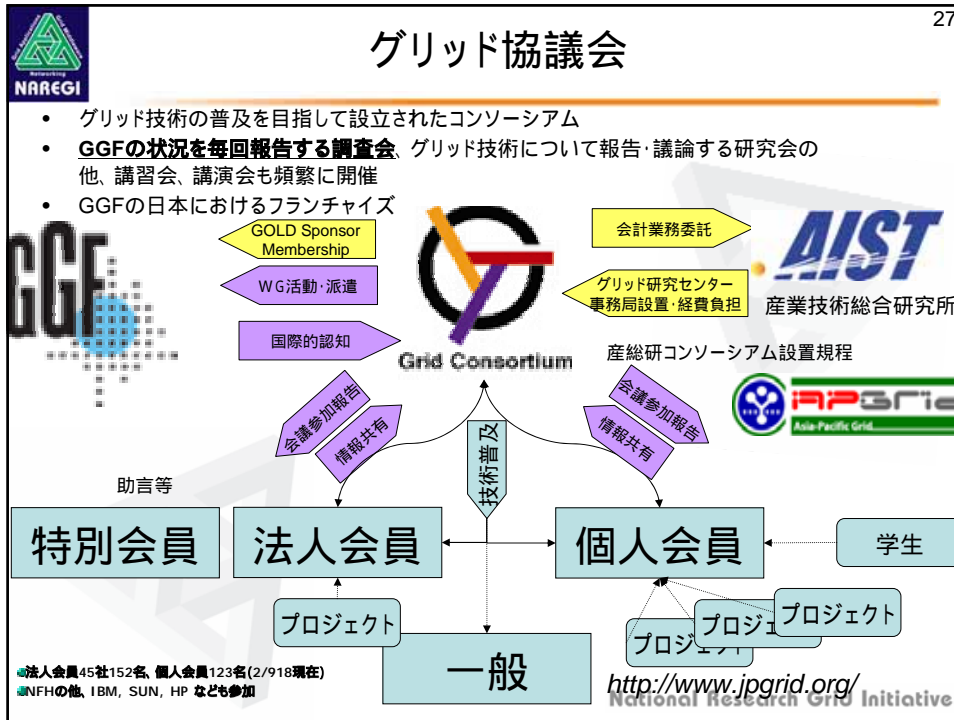 27
NAREGI
グリッド協議会
• グリッド技術の普及を目指して設立されたコンソーシアム
• GGFの状況を毎回報告する調査会、グリッド技術について報告・議論する研究会の
他、講習会、講演会も頻繁に開催
• GGFの日本におけるフランチャイズ
GGF
GOLD Sponsor
Membership
WG活動・派遣
国際的認知
Grid Consortium
会計業務委託
グリッド研究センター
事務局設置・経費負担
AIST
産業技術総合研究所
産総研コンソーシアム設置規程
Asia-Pacific Grid
会議参加報告
情報共有
技術普及
会議参加報告
情報共有
助言等
特別会員
法人会員
個人会員
学生
プロジェクト
プロジェクト
プロジェ
プロジェクト
一般
法人会員45社152名、個人会員123名(2/918現在)
NFHの他、IBM, SUN, HP なども参加
http://www.jpgrid.org/
National Research Grid Initiative